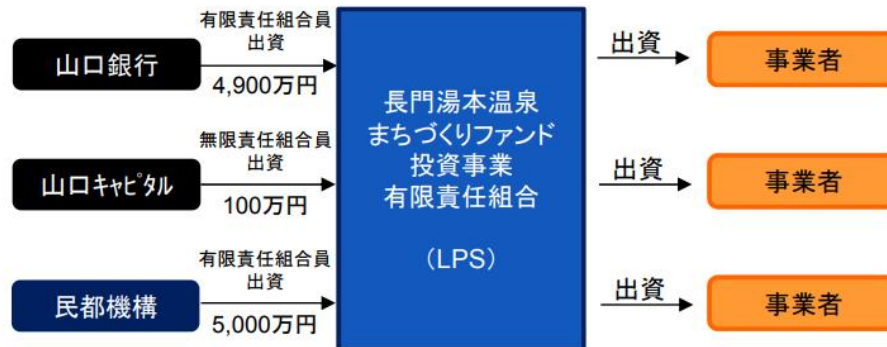 有限責任組合員
出資
山口銀行
4,900万円
無限責任組合員
出資
山口ｷｬﾋﾟﾀﾙ
100万円
有限責任組合員
出資
民都機構
5,000万円
長門湯本温泉
まちづくりファンド
投資事業
有限責任組合
（LPS）
出資
事業者
出資
事業者
出資
事業者